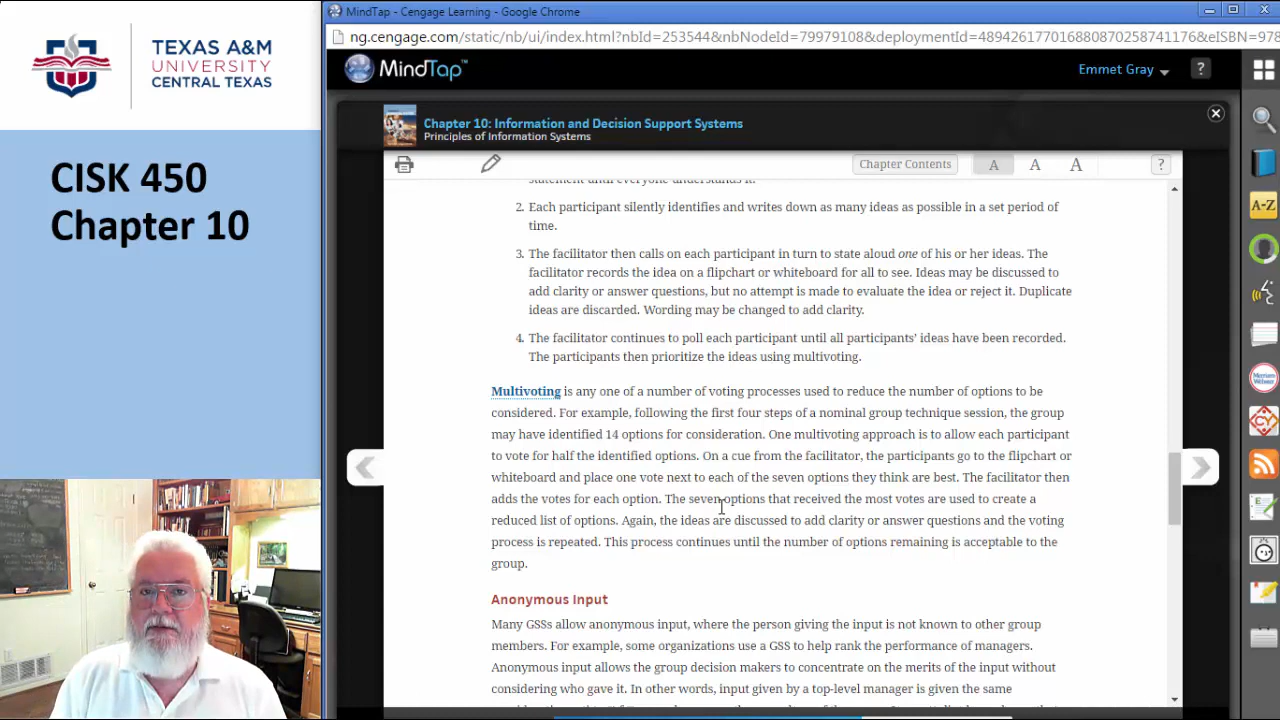 TEXAS A&M
UNIVERSITY
CENTRAL TEXAS
CISK 450
Chapter 10
MindTap - Cengage Learning - Google Chrome
ng.cengage.com/static/nb/ui/index.html?nbId=253544&nbNodeId=79979108&deploymentId=4894261770168870258741176&eISBN=978
MindTap™
Emmet Gray
?
Chapter 10: Information and Decision Support Systems
Principles of Information Systems
Chapter Contents
A
A
A
?
statement until everyone understands it.
2. Each participant silently identifies and writes down as many ideas as possible in a set period of
time.
3. The facilitator then calls on each participant in turn to state aloud one of his or her ideas. The
facilitator records the idea on a flipchart or whiteboard for all to see. Ideas may be discussed to
add clarity or answer questions, but no attempt is made to evaluate the idea or reject it. Duplicate
ideas are discarded. Wording may be changed to add clarity.
4. The facilitator continues to poll each participant until all participants' ideas have been recorded.
The participants then prioritize the ideas using multivoting.
Multivoting is any one of a number of voting processes used to reduce the number of options to be
considered. For example, following the first four steps of a nominal group technique session, the group
may have identified 14 options for consideration. One multivoting approach is to allow each participant
to vote for half the identified options. On a cue from the facilitator, the participants go to the flipchart or
whiteboard and place one vote next to each of the seven options they think are best. The facilitator then
adds the votes for each option. The seven options that received the most votes are used to create a
reduced list of options. Again, the ideas are discussed to add clarity or answer questions and the voting
process is repeated. This process continues until the number of options remaining is acceptable to the
group.
Anonymous Input
Many GSSs allow anonymous input, where the person giving the input is not known to other group
members. For example, some organizations use a GSS to help rank the performance of managers.
Anonymous input allows the group decision makers to concentrate on the merits of the input without
considering who gave it. In other words, input given by a top-level manager is given the same
A-Z
Merriam
Webster
CY